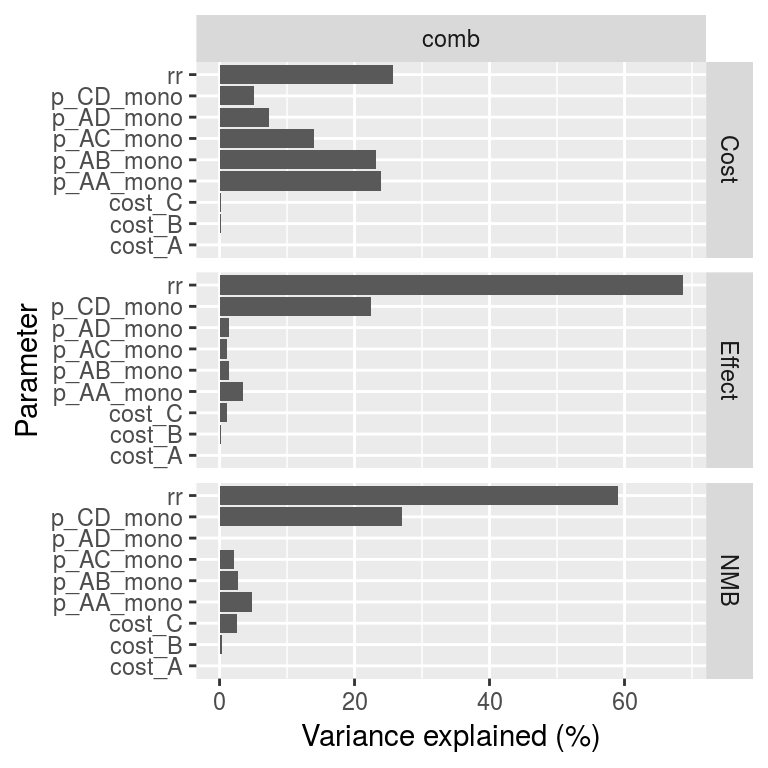 comb
rr
p_CD_mono
p_AD_mono
p_AC_mono
p_AB_mono
p_AA_mono
cost_C
cost_B
cost_A
Cost
rr
p_CD_mono
p_AD_mono
p_AC_mono
p_AB_mono
p_AA_mono
cost_C
cost_B
cost_A
Effect
rr
p_CD_mono
p_AD_mono
p_AC_mono
p_AB_mono
p_AA_mono
cost_C
cost_B
cost_A
NMB
Parameter
0 20 40 60
Variance explained (%)